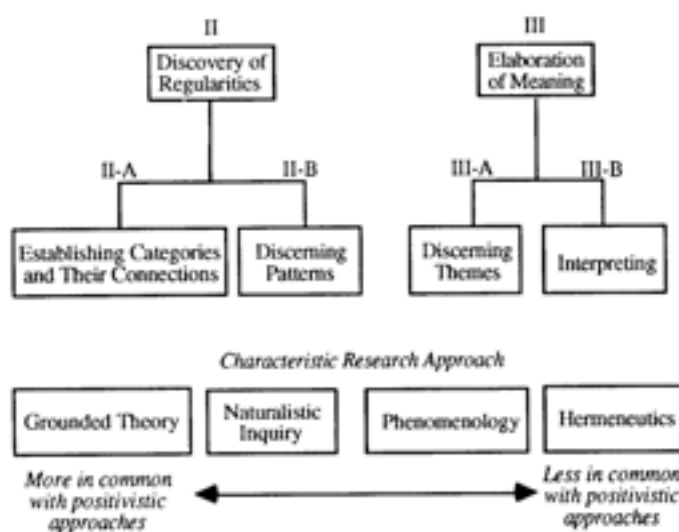 II
III
Discovery of
Regularities
Elaboration
of Meaning
II-A
II-B
III-A
III-B
Establishing Categories
and Their Connections
Discerning
Patterns
Discerning
Themes
Interpreting
Characteristic Research Approach
Grounded Theory
Naturalistic
Inquiry
Phenomenology
Hermeneutics
More in common
with positivistic
approaches
Less in common
with positivistic
approaches